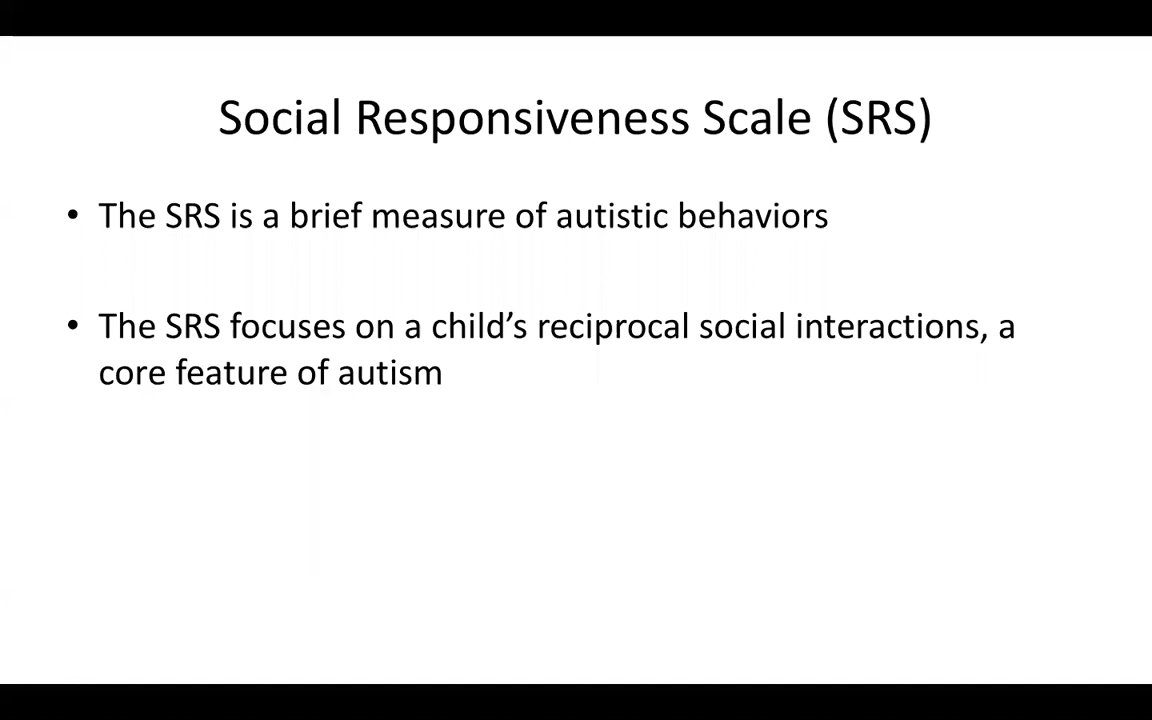 Social Responsiveness Scale (SRS)
• The SRS is a brief measure of autistic behaviors
• The SRS focuses on a child’s reciprocal social interactions, a
core feature of autism